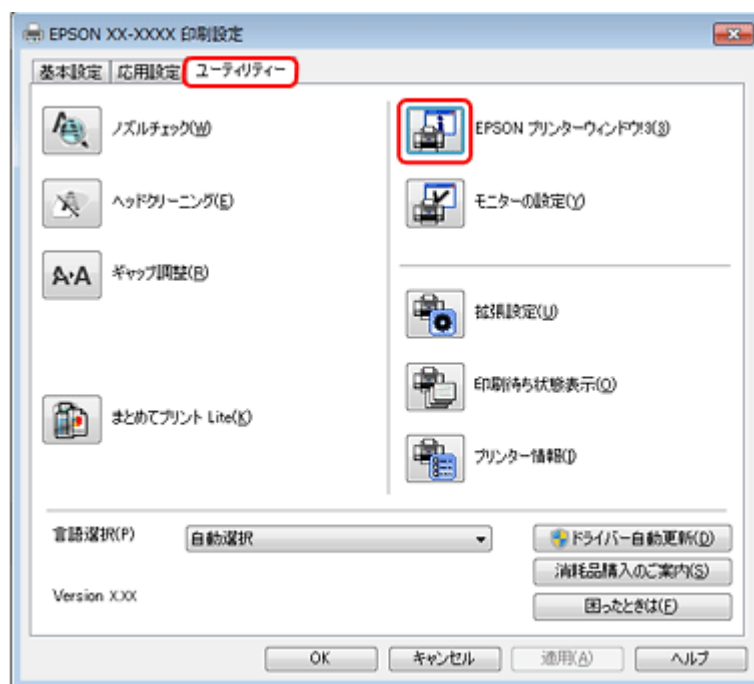 EPSON XX-XXXX 印刷設定
基本設定 応用設定 ユーティリティー
ノズルチェック(W)
ヘッドクリーニング(E)
ギャップ調整(R)
まとめてプリント Lite(K)
EPSON プリンターウィンドウ!3(S)
モニターの設定(Y)
拡張設定(U)
印刷待ち状態表示(O)
プリンター情報(I)
言語選択(P) 自動選択
Version X.XX
ドライバー自動更新(D)
消耗品購入のご案内(S)
困ったときは(F)
OK キャンセル 適用(A) ヘルプ